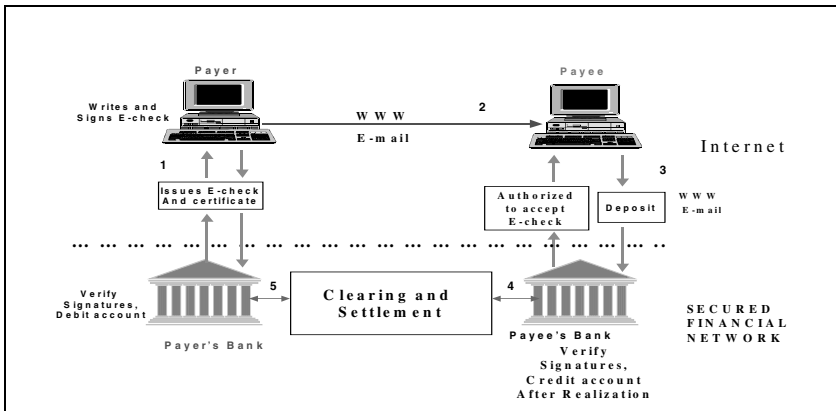 Payer
Payee
Writes and
Signs E-check
WWW
2
E-mail
Internet
1
3
Issues E-check
And certificate
Authorized
to accept
E-check
Deposit
WWW
E-mail
Verify
Signatures,
Debit account
5
Clearing and
Settlement
4
Payer's Bank
Payee's Bank
Verify
Signatures,
Credit account
After Realization
SECURED
FINANCIAL
NETWORK